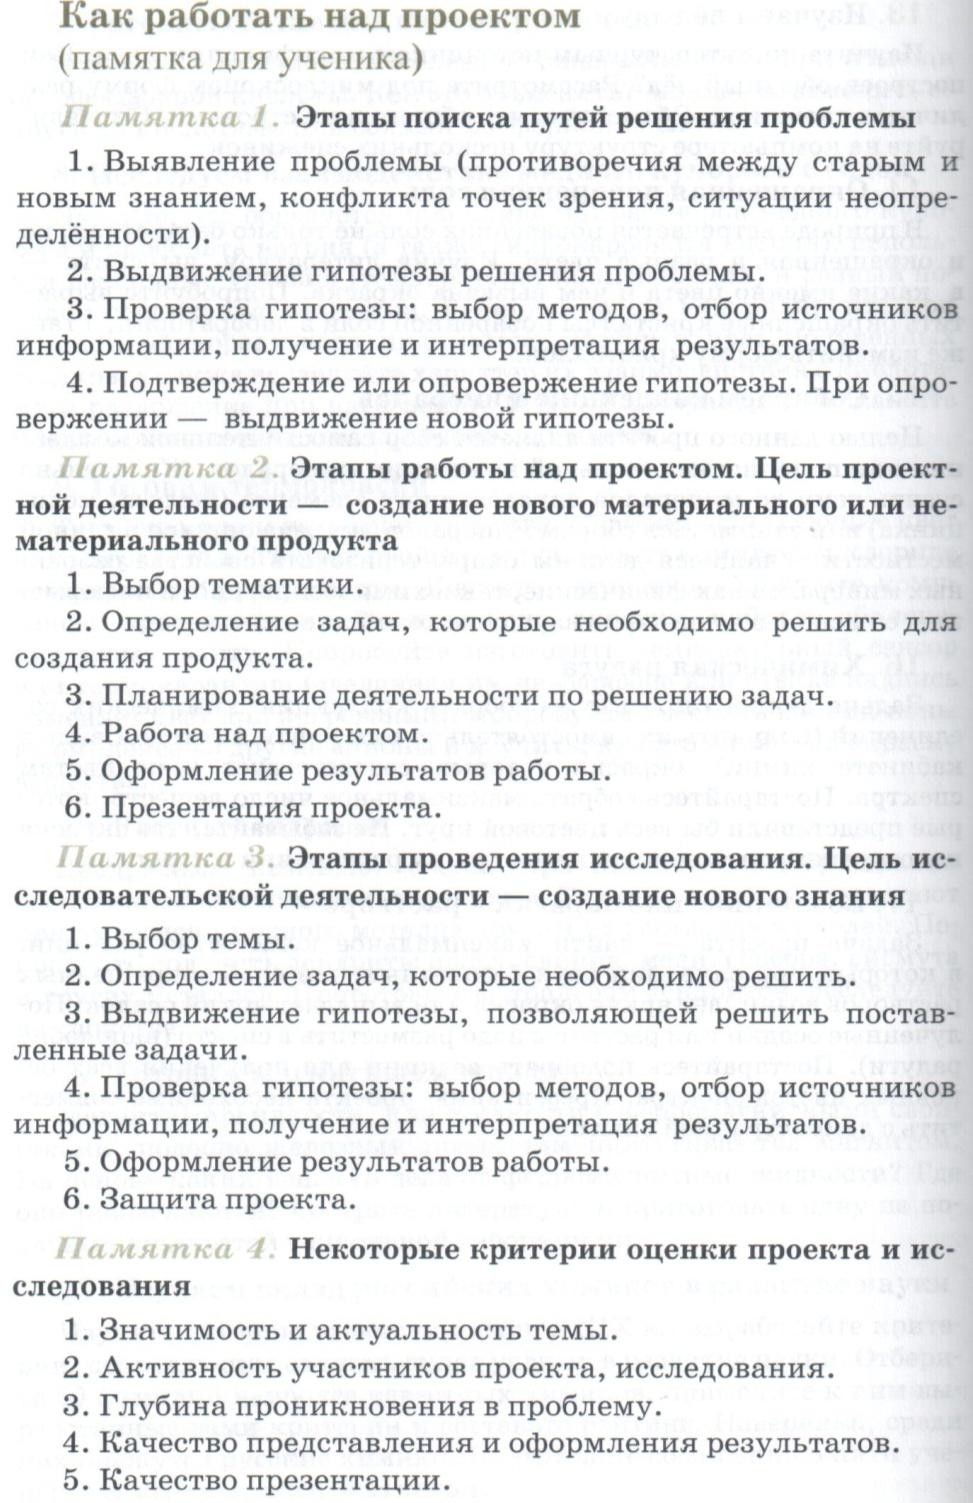 Как работать над проектом
(памятка для ученика)
Памятка 1. Этапы поиска путей решения проблемы
1. Выявление проблемы (противоречия между старым и
новым знанием, конфликта точек зрения, ситуации неопре-
делённости).
2. Выдвижение гипотезы решения проблемы.
3. Проверка гипотезы: выбор методов, отбор источников
информации, получение и интерпретация результатов.
4. Подтверждение или опровержение гипотезы. При опро-
вержении — выдвижение новой гипотезы.
Памятка 2. Этапы работы над проектом. Цель проект-
ной деятельности — создание нового материального или не-
материального продукта
1. Выбор тематики.
2. Определение задач, которые необходимо решить для
создания продукта.
3. Планирование деятельности по решению задач.
4. Работа над проектом.
5. Оформление результатов работы.
6. Презентация проекта.
Памятка 3. Этапы проведения исследования. Цель ис-
следовательской деятельности — создание нового знания
1. Выбор темы.
2. Определение задач, которые необходимо решить.
3. Выдвижение гипотезы, позволяющей решить постав-
ленные задачи.
4. Проверка гипотезы: выбор методов, отбор источников
информации, получение и интерпретация результатов.
5. Оформление результатов работы.
6. Защита проекта.
Памятка 4. Некоторые критерии оценки проекта и ис-
следования
1. Значимость и актуальность темы.
2. Активность участников проекта, исследования.
3. Глубина проникновения в проблему.
4. Качество представления и оформления результатов.
5. Качество презентации.